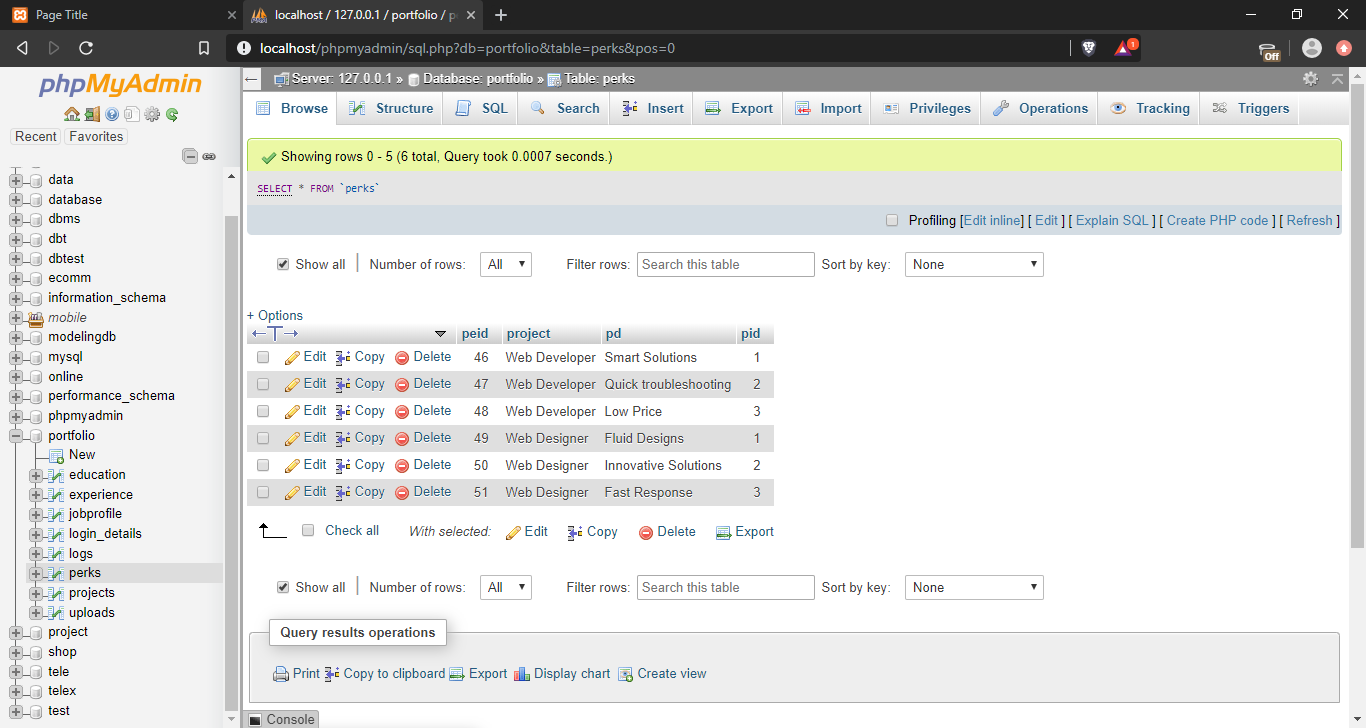 Page Title
localhost / 127.0.0.1 / portfolio / p
localhost/phpmyadmin/sql.php?db=portfolio&table=perks&pos=0
1
Off
phpMyAdmin
Recent Favorites
data
database
dbms
dbt
dbtest
ecomm
information_schema
mobile
modelingdb
mysql
online
performance_schema
phpmyadmin
portfolio
New
education
experience
jobprofile
login_details
logs
perks
projects
uploads
project
shop
tele
telex
test
Server: 127.0.0.1 » Database: portfolio » Table: perks
Browse Structure SQL Search Insert Export Import Privileges Operations Tracking Triggers
Showing rows 0 - 5 (6 total, Query took 0.0007 seconds.)
SELECT * FROM `perks`
Profiling [Edit inline] [ Edit ] [ Explain SQL ] [ Create PHP code ] [ Refresh ]
Show all | Number of rows: All Filter rows: Search this table Sort by key: None
+ Options
←T→ peid project pd pid
Edit Copy Delete 46 Web Developer Smart Solutions 1
Edit Copy Delete 47 Web Developer Quick troubleshooting 2
Edit Copy Delete 48 Web Developer Low Price 3
Edit Copy Delete 49 Web Designer Fluid Designs 1
Edit Copy Delete 50 Web Designer Innovative Solutions 2
Edit Copy Delete 51 Web Designer Fast Response 3
Check all With selected: Edit Copy Delete Export
Show all | Number of rows: All Filter rows: Search this table Sort by key: None
Query results operations
Print Copy to clipboard Export Display chart Create view
Console